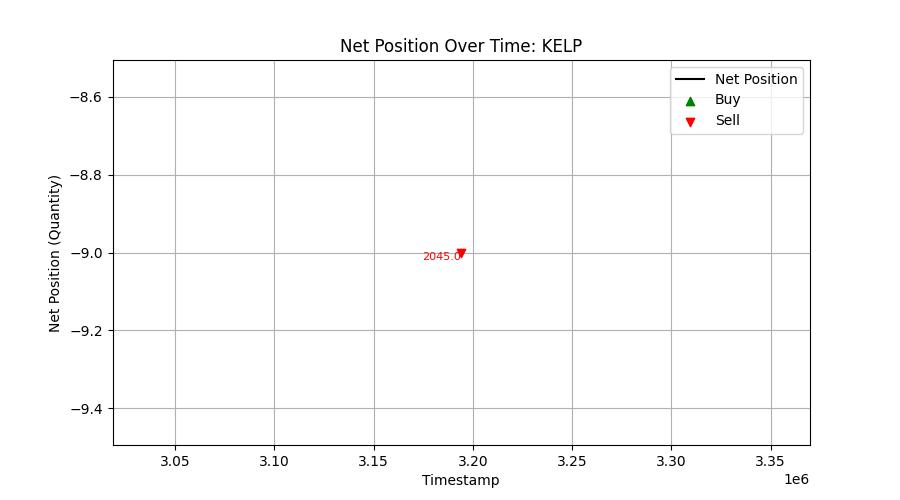 Net Position Over Time: KELP
Net Position
Buy
Sell
−8.6
−8.8
−9.0
−9.2
−9.4
Net Position (Quantity)
2045.0
3.05
3.10
3.15
3.20
3.25
3.30
3.35
1e6
Timestamp